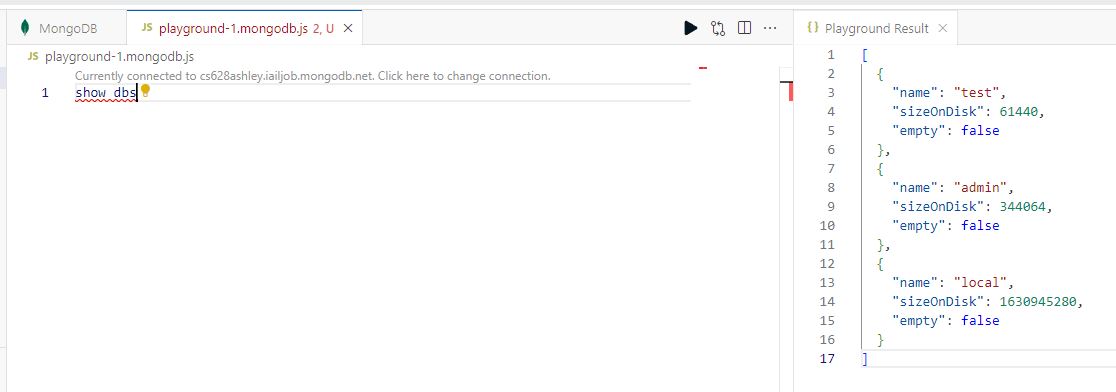 MongoDB
JS playground-1.mongodb.js 2, U
{} Playground Result
JS playground-1.mongodb.js
Currently connected to cs628ashley.iailjob.mongodb.net. Click here to change connection.
1 show dbs
1 [
2 {
3 "name": "test",
4 "sizeOnDisk": 61440,
5 "empty": false
6 },
7 {
8 "name": "admin",
9 "sizeOnDisk": 344064,
10 "empty": false
11 },
12 {
13 "name": "local",
14 "sizeOnDisk": 1630945280,
15 "empty": false
16 }
17 ]